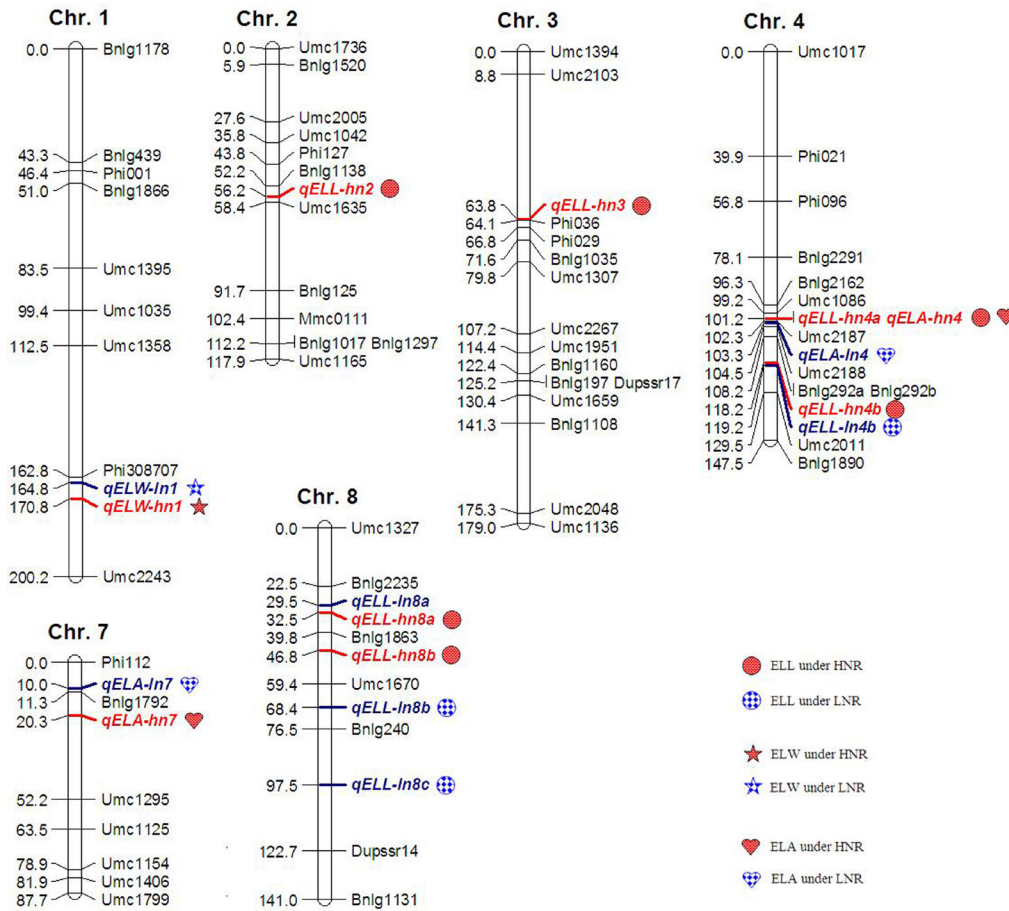 Chr. 1
0.0 Bnlg1178
43.3 Bnlg439
46.4 Phi001
51.0 Bnlg1866
83.5 Umc1395
99.4 Umc1035
112.5 Umc1358
162.8 Phi308707
164.8 qELW-ln1
170.8 qELW-hn1
200.2 Umc2243
Chr. 2
0.0 Umc1736
5.9 Bnlg1520
27.6 Umc2005
35.8 Umc1042
43.8 Phi127
52.2 Bnlg1138
56.2 qELL-hn2
58.4 Umc1635
91.7 Bnlg125
102.4 Mmc0111
112.2 Bnlg1017 Bnlg1297
117.9 Umc1165
Chr. 3
0.0 Umc1394
8.8 Umc2103
63.8 qELL-hn3
64.1 Phi036
66.8 Phi029
71.6 Bnlg1035
79.8 Umc1307
107.2 Umc2267
114.4 Umc1951
122.4 Bnlg1160
125.2 Bnlg197 Dupssr17
130.4 Umc1659
141.3 Bnlg1108
175.3 Umc2048
179.0 Umc1136
Chr. 4
0.0 Umc1017
39.9 Phi021
56.8 Phi096
78.1 Bnlg2291
96.3 Bnlg2162
99.2 Umc1086
101.2 qELL-hn4a qELA-hn4
102.3 Umc2187
103.3 qELA-ln4
104.5 Umc2188
108.2 Bnlg292a Bnlg292b
118.2 qELL-hn4b
119.2 qELL-ln4b
129.5 Umc2011
147.5 Bnlg1890
Chr. 7
0.0 Phi112
10.0 qELA-ln7
11.3 Bnlg1792
20.3 qELA-hn7
52.2 Umc1295
63.5 Umc1125
78.9 Umc1154
81.9 Umc1406
87.7 Umc1799
Chr. 8
0.0 Umc1327
22.5 Bnlg2235
29.5 qELL-ln8a
32.5 qELL-hn8a
39.8 Bnlg1863
46.8 qELL-hn8b
59.4 Umc1670
68.4 qELL-ln8b
76.5 Bnlg240
97.5 qELL-ln8c
122.7 Dupssr14
141.0 Bnlg1131
ELL under HNR
ELL under LNR
ELW under HNR
ELW under LNR
ELA under HNR
ELA under LNR